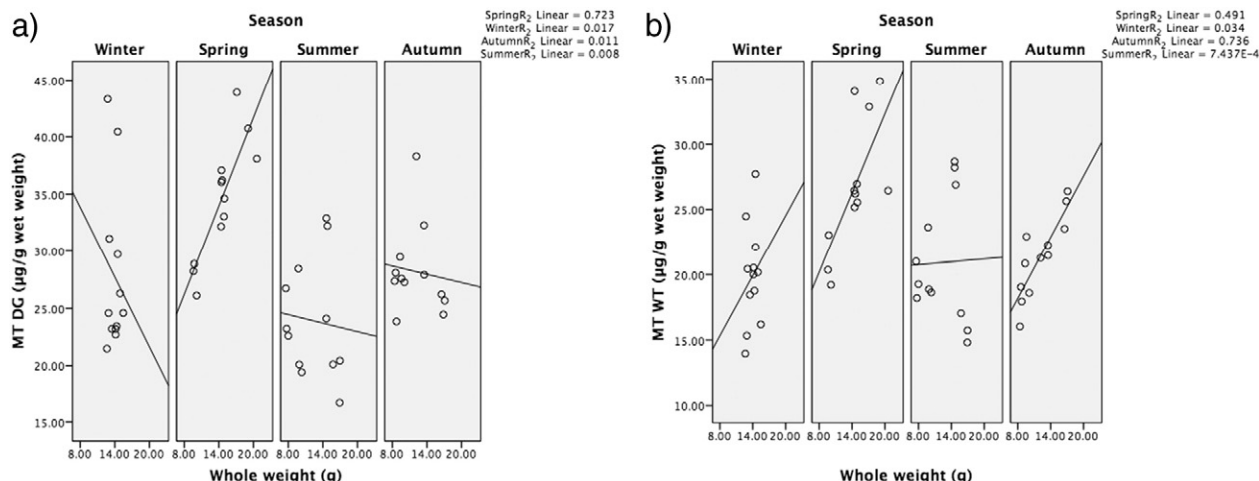 a)
Season
SpringR2 Linear = 0.723
WinterR2 Linear = 0.017
AutumnR2 Linear = 0.011
SummerR2 Linear = 0.008
Winter Spring Summer Autumn
MT DG (µg/g wet weight)
45.00
40.00
35.00
30.00
25.00
20.00
15.00
8.00 14.00 20.00 8.00 14.00 20.00 8.00 14.00 20.00 8.00 14.00 20.00
Whole weight (g)
b)
Season
SpringR2 Linear = 0.491
WinterR2 Linear = 0.034
AutumnR2 Linear = 0.736
SummerR2 Linear = 7.437E-4
Winter Spring Summer Autumn
MT WT (µg/g wet weight)
35.00
30.00
25.00
20.00
15.00
10.00
8.00 14.00 20.00 8.00 14.00 20.00 8.00 14.00 20.00 8.00 14.00 20.00
Whole weight (g)